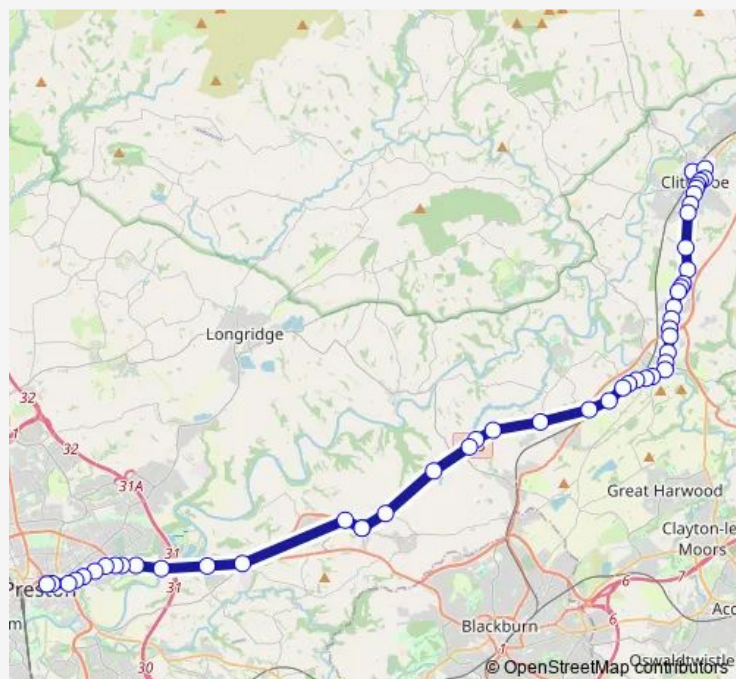 Clitheroe
Longridge
32
32
31A
Great Harwood
Clayton-le
Moors
31
Preston
31
6
7
6
Acc
Blackburn
1
30
Oswaldtwistle
© OpenStreetMap contributors